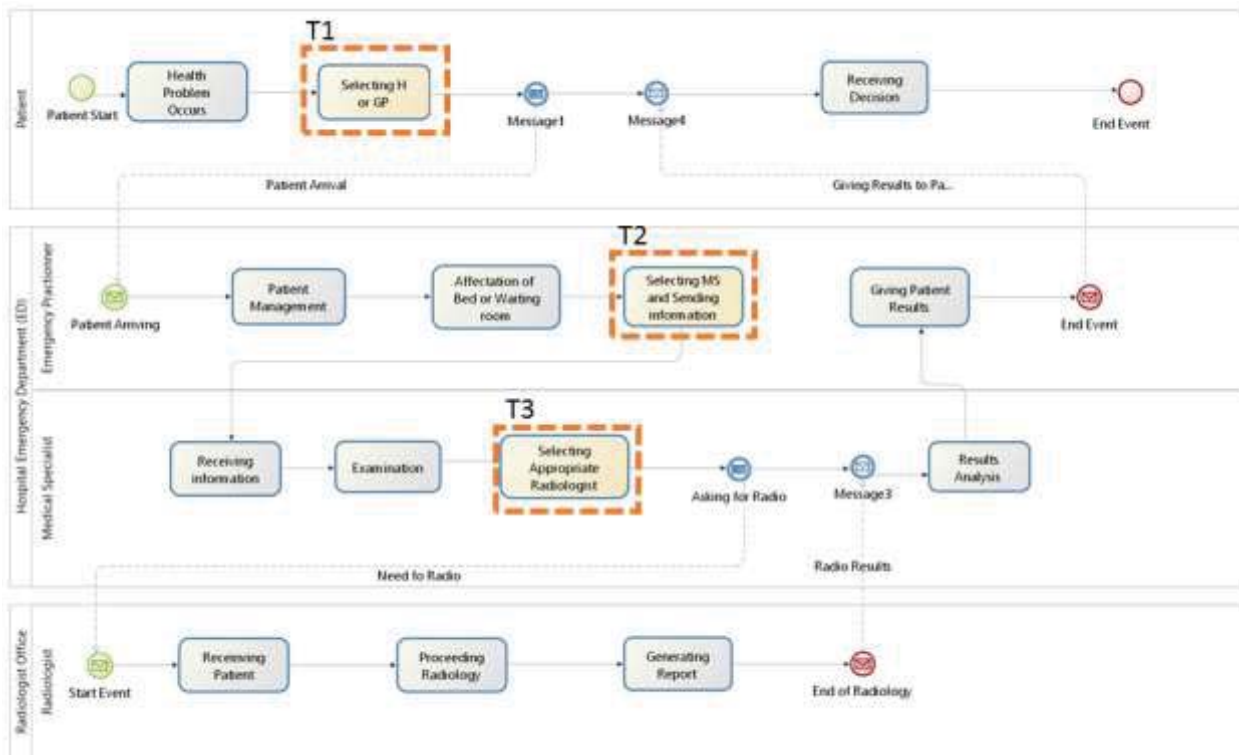 T1
Patient
Patient Start
Health
Problem
Occurs
Selecting H
or GP
Message1
Message4
Receiving
Decision
End Event
Patient Arrival
Giving Results to Pa...
Hospital Emergency Department (ED)
Emergency Practionner
T2
Patient Arriving
Patient
Management
Affectation of
Bed or Waiting
room
Selecting MS
and Sending
information
Giving Patient
Results
End Event
Medical Specialist
T3
Receiving
information
Examination
Selecting
Appropriate
Radiologist
Asking for Radio
Message3
Results
Analysis
Need fo Radio
Radio Results
Radiologist Office
Radiologist
Start Event
Receiving
Patient
Proceeding
Radiology
Generating
Report
End of Radiology